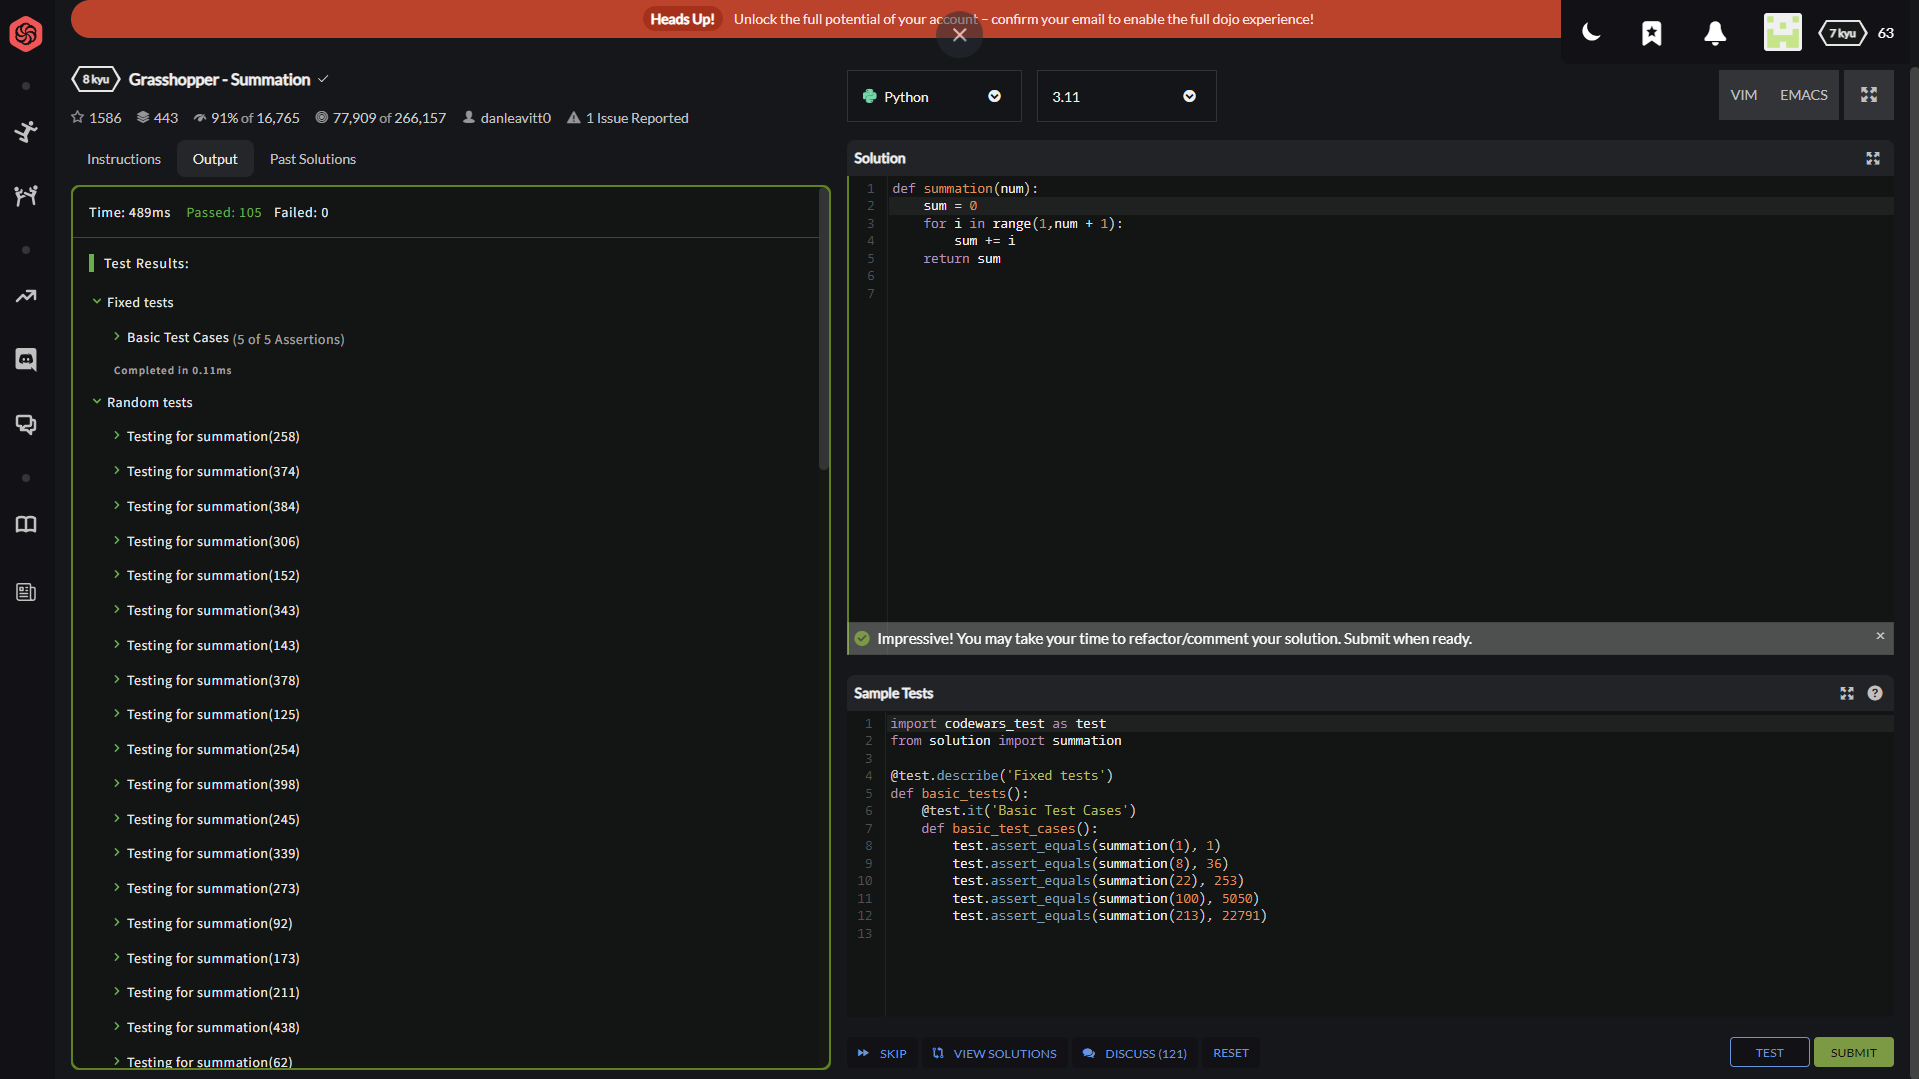 Heads Up! Unlock the full potential of your account – confirm your email to enable the full dojo experience!
7 kyu 63
8 kyu Grasshopper - Summation
1586 443 91% of 16,765 77,909 of 266,157 danleavitt0 1 Issue Reported
Instructions Output Past Solutions
Time: 489ms Passed: 105 Failed: 0
Test Results:
Fixed tests
Basic Test Cases (5 of 5 Assertions)
Completed in 0.11ms
Random tests
Testing for summation(258)
Testing for summation(374)
Testing for summation(384)
Testing for summation(306)
Testing for summation(152)
Testing for summation(343)
Testing for summation(143)
Testing for summation(378)
Testing for summation(125)
Testing for summation(254)
Testing for summation(398)
Testing for summation(245)
Testing for summation(339)
Testing for summation(273)
Testing for summation(92)
Testing for summation(173)
Testing for summation(211)
Testing for summation(438)
Testing for summation(62)
Python 3.11
VIM EMACS
Solution
1 def summation(num):
2     sum = 0
3     for i in range(1,num + 1):
4         sum += i
5     return sum
6
7
Impressive! You may take your time to refactor/comment your solution. Submit when ready.
Sample Tests
1 import codewars_test as test
2 from solution import summation
3
4 @test.describe('Fixed tests')
5 def basic_tests():
6     @test.it('Basic Test Cases')
7     def basic_test_cases():
8         test.assert_equals(summation(1), 1)
9         test.assert_equals(summation(8), 36)
10         test.assert_equals(summation(22), 253)
11         test.assert_equals(summation(100), 5050)
12         test.assert_equals(summation(213), 22791)
13
SKIP VIEW SOLUTIONS DISCUSS (121) RESET TEST SUBMIT